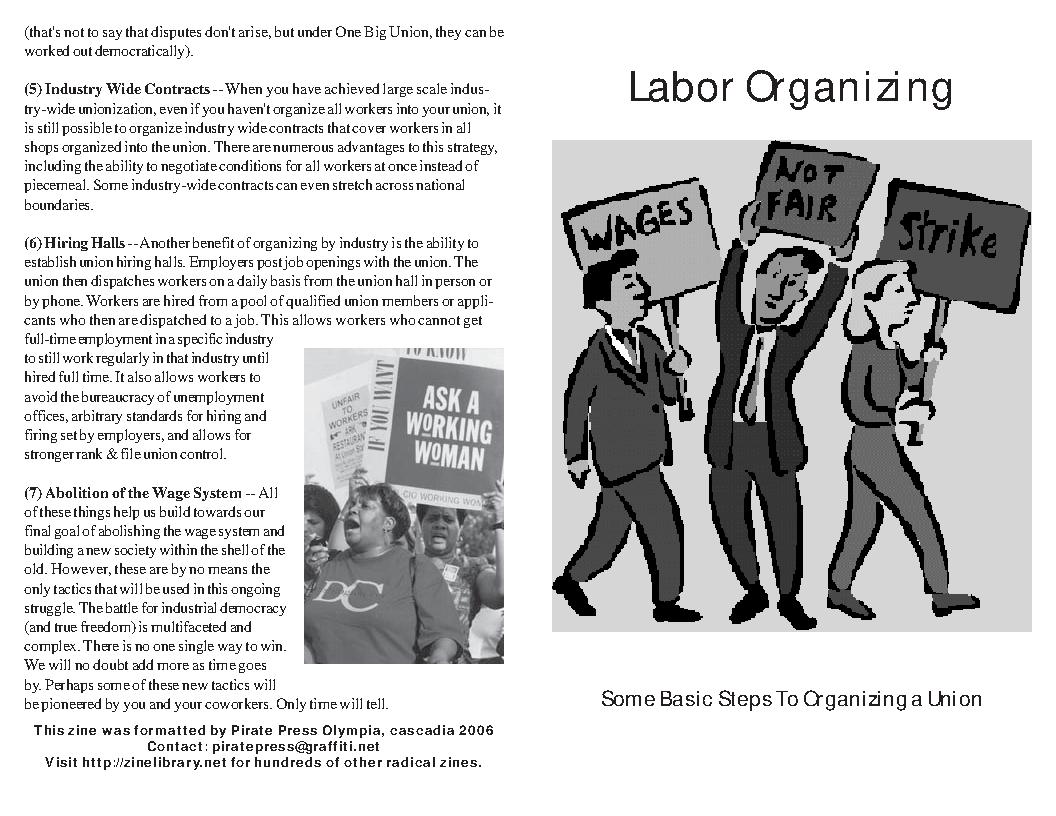 (that's not to say that disputes don't arise, but under One Big Union, they can be
worked out democratically).
(5) Industry Wide Contracts -- When you have achieved large scale indus-
try-wide unionization, even if you haven't organize all workers into your union, it
is still possible to organize industry wide contracts that cover workers in all
shops organized into the union. There are numerous advantages to this strategy,
including the ability to negotiate conditions for all workers at once instead of
piecemeal. Some industry-wide contracts can even stretch across national
boundaries.
(6) Hiring Halls -- Another benefit of organizing by industry is the ability to
establish union hiring halls. Employers post job openings with the union. The
union then dispatches workers on a daily basis from the union hall in person or
by phone. Workers are hired from a pool of qualified union members or appli-
cants who then are dispatched to a job. This allows workers who cannot get
full-time employment in a specific industry
to still work regularly in that industry until
hired full time. It also allows workers to
avoid the bureaucracy of unemployment
offices, arbitrary standards for hiring and
firing set by employers, and allows for
stronger rank & file union control.
(7) Abolition of the Wage System -- All
of these things help us build towards our
final goal of abolishing the wage system and
building a new society within the shell of the
old. However, these are by no means the
only tactics that will be used in this ongoing
struggle. The battle for industrial democracy
(and true freedom) is multifaceted and
complex. There is no one single way to win.
We will no doubt add more as time goes
by. Perhaps some of these new tactics will
be pioneered by you and your coworkers. Only time will tell.
TO KNOW
IF YOU WANT
UNFAIR
TO
WORKERS
ARK
RESTAURAN
ASK A
WORKING
WOMAN
CIO WORKING WOM
DC
This zine was formatted by Pirate Press Olympia, cascadia 2006
Contact: piratepress@graffiti.net
Visit http://zinelibrary.net for hundreds of other radical zines.
Labor Organizing
WAGES
NOT
FAIR
Strike
Some Basic Steps To Organizing a Union